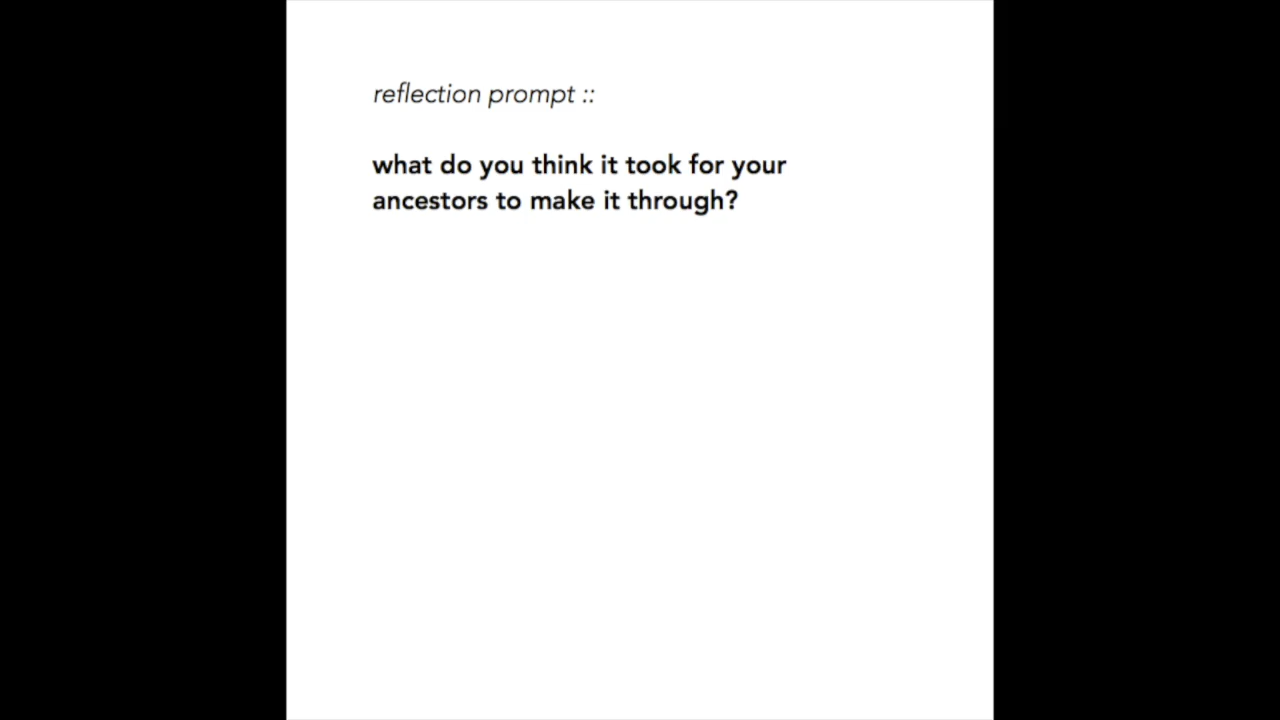 reflection prompt ::
what do you think it took for your
ancestors to make it through?